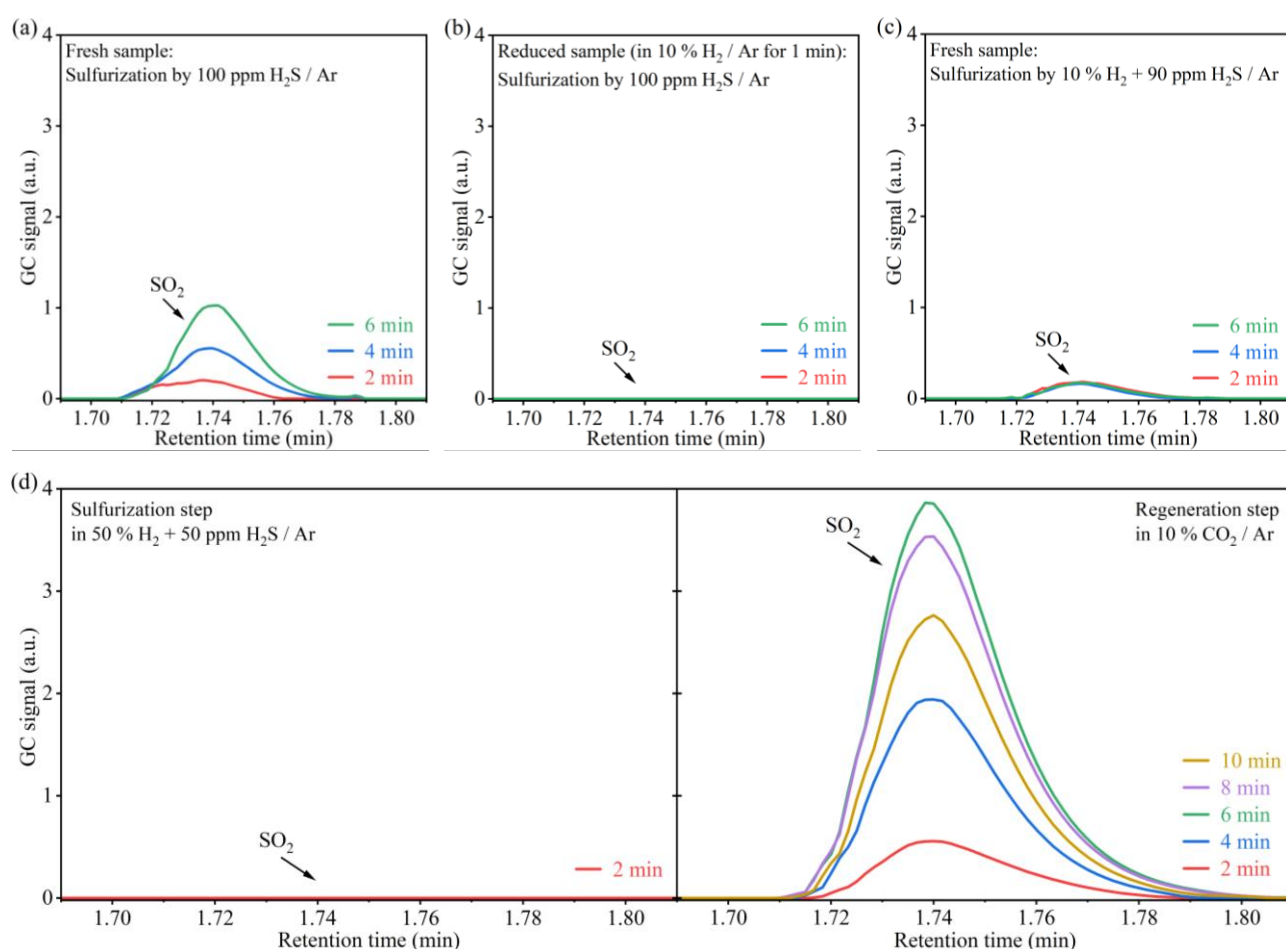 (a)
Fresh sample:
Sulfurization by 100 ppm H₂S / Ar
GC signal (a.u.)
4
3
2
1
0
SO₂
6 min
4 min
2 min
1.70 1.72 1.74 1.76 1.78 1.80
Retention time (min)
(b)
Reduced sample (in 10 % H₂ / Ar for 1 min):
Sulfurization by 100 ppm H₂S / Ar
GC signal (a.u.)
4
3
2
1
0
SO₂
6 min
4 min
2 min
1.70 1.72 1.74 1.76 1.78 1.80
Retention time (min)
(c)
Fresh sample:
Sulfurization by 10 % H₂ + 90 ppm H₂S / Ar
GC signal (a.u.)
4
3
2
1
0
SO₂
6 min
4 min
2 min
1.70 1.72 1.74 1.76 1.78 1.80
Retention time (min)
(d)
Sulfurization step
in 50 % H₂ + 50 ppm H₂S / Ar
GC signal (a.u.)
4
3
2
1
0
SO₂
2 min
1.70 1.72 1.74 1.76 1.78 1.80
Retention time (min)
Regeneration step
in 10 % CO₂ / Ar
SO₂
10 min
8 min
6 min
4 min
2 min
1.70 1.72 1.74 1.76 1.78 1.80
Retention time (min)